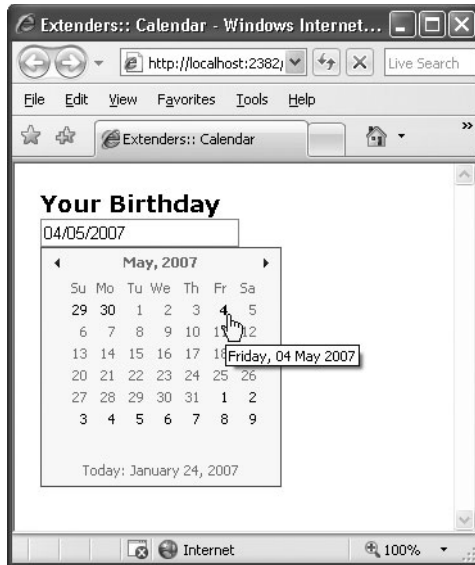 Extenders:: Calendar - Windows Internet...
http://localhost:2382/
Live Search
File Edit View Favorites Tools Help
Extenders:: Calendar
»
Your Birthday
04/05/2007
May, 2007
Su Mo Tu We Th Fr Sa
29 30 1 2 3 4 5
6 7 8 9 10 11 12
13 14 15 16 17 18
Friday, 04 May 2007
20 21 22 23 24 25 26
27 28 29 30 31 1 2
3 4 5 6 7 8 9
Today: January 24, 2007
Internet
100%